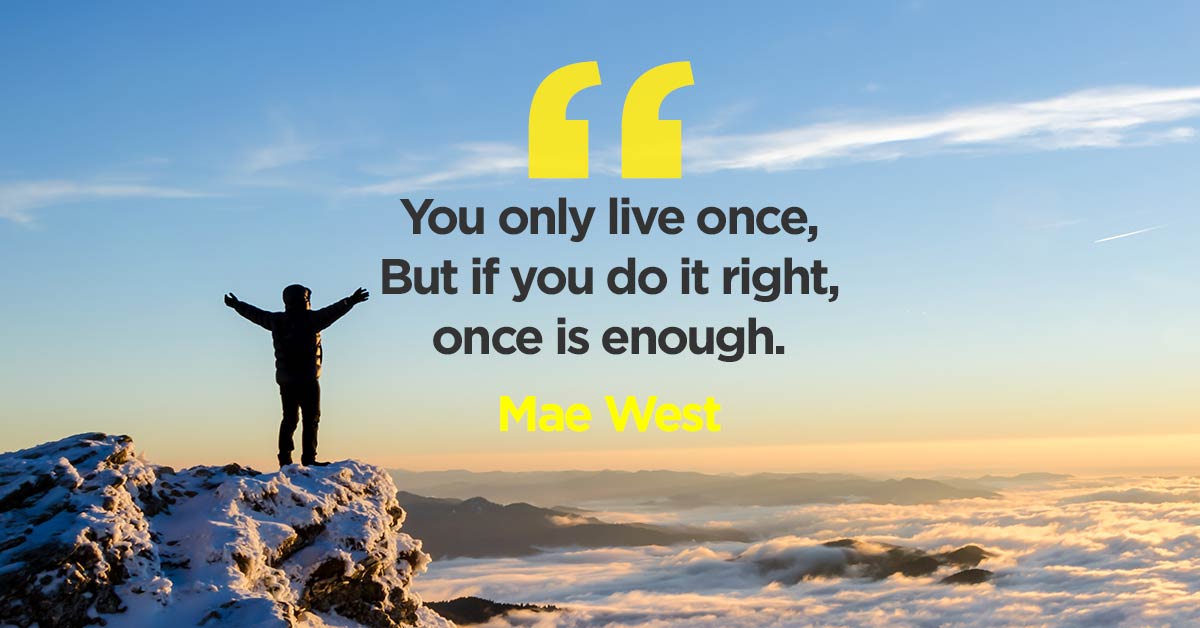 “
You only live once,
But if you do it right,
once is enough.
Mae West